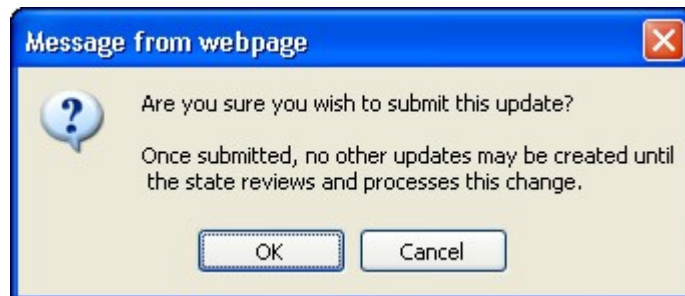 Message from webpage
Are you sure you wish to submit this update?
Once submitted, no other updates may be created until
the state reviews and processes this change.
OK
Cancel